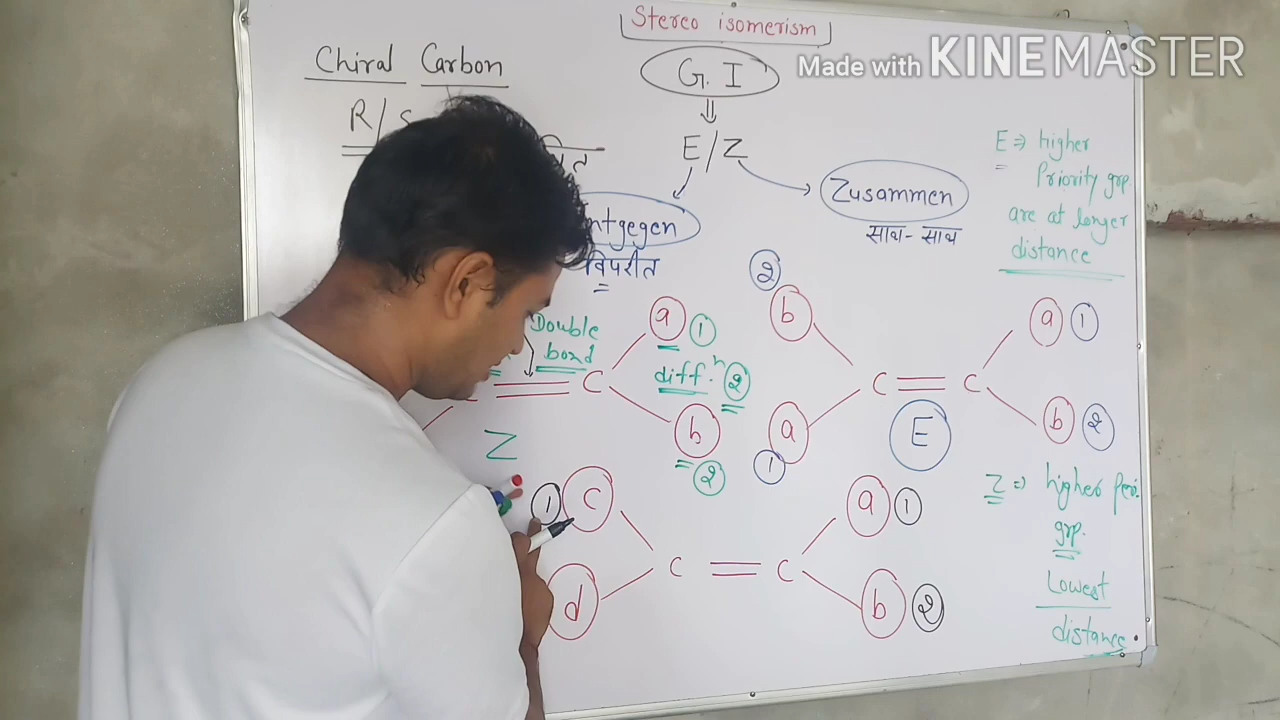 Stereo isomerism
Made with KINEMASTER
Chiral Carbon
G. I
R/S
E/Z
Zusammen
साथ-साथ
ntgegen
विपरीत
E ⇒ higher
Priority grp.
are at longer
distance
Double
bond
a 1
diff.ⁿ 2
C
b 2
Z
2
b
a 1
C = C
a
1
b 2
E
Z ⇒ higher Peri.
grp.
Lowest
distance
1 C
a 1
C = C
d
b 2